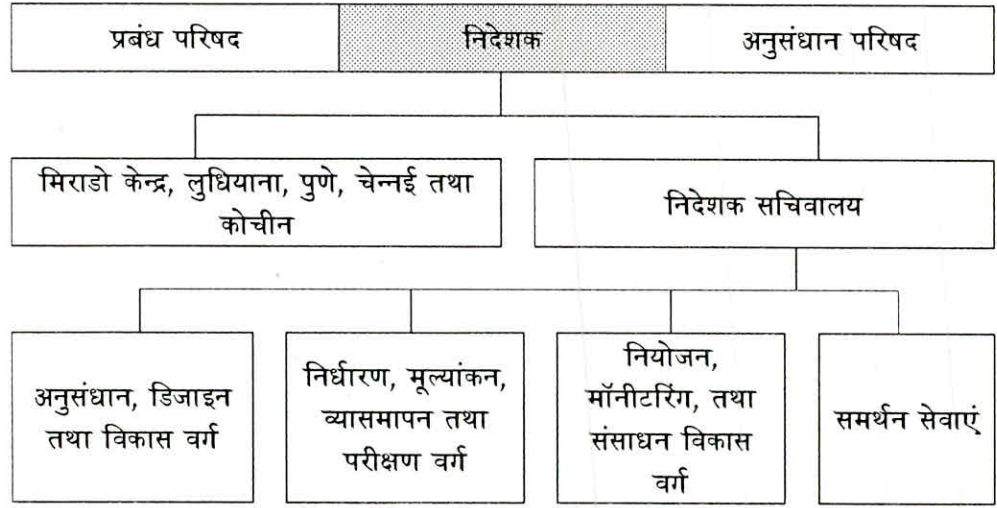 प्रबंध परिषद
निदेशक
अनुसंधान परिषद
मिराडो केन्द्र, लुधियाना, पुणे, चेन्नई तथा
कोचीन
निदेशक सचिवालय
अनुसंधान, डिजाइन
तथा विकास वर्ग
निर्धारण, मूल्यांकन,
व्यासमापन तथा
परीक्षण वर्ग
नियोजन,
मॉनीटरिंग, तथा
संसाधन विकास
वर्ग
समर्थन सेवाएं